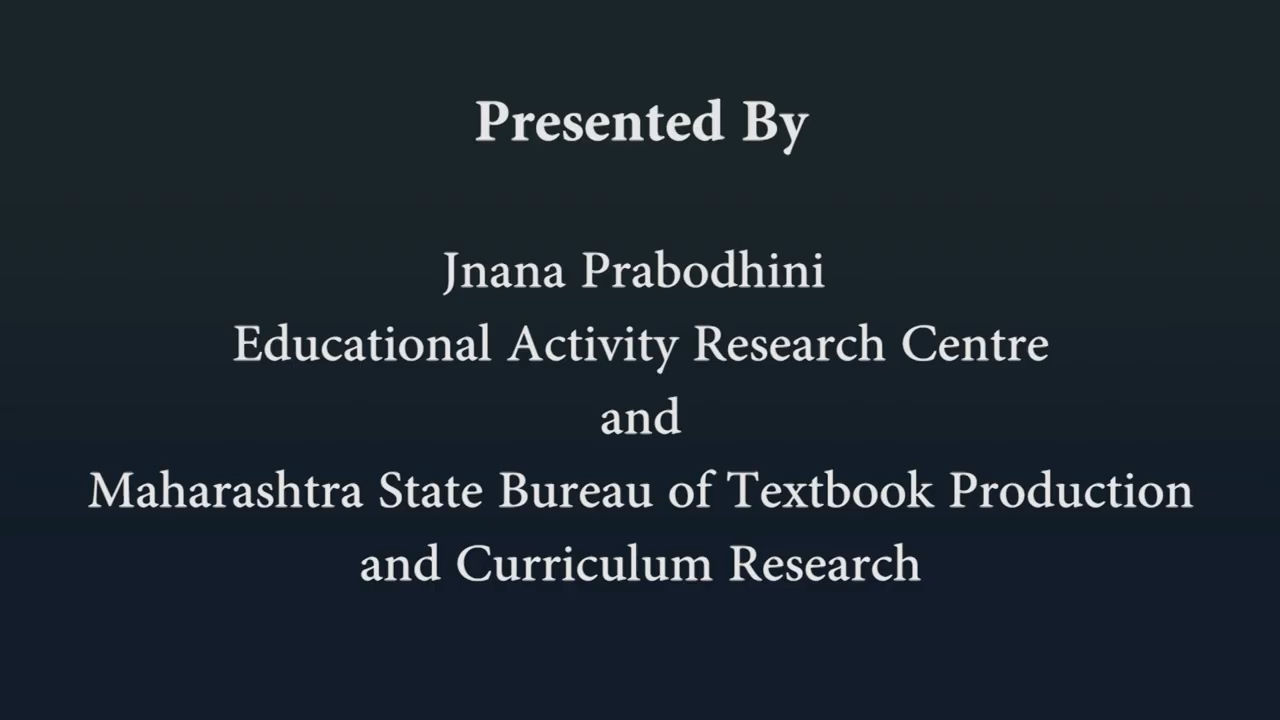 Presented By
Jnana Prabodhini
Educational Activity Research Centre
and
Maharashtra State Bureau of Textbook Production
and Curriculum Research